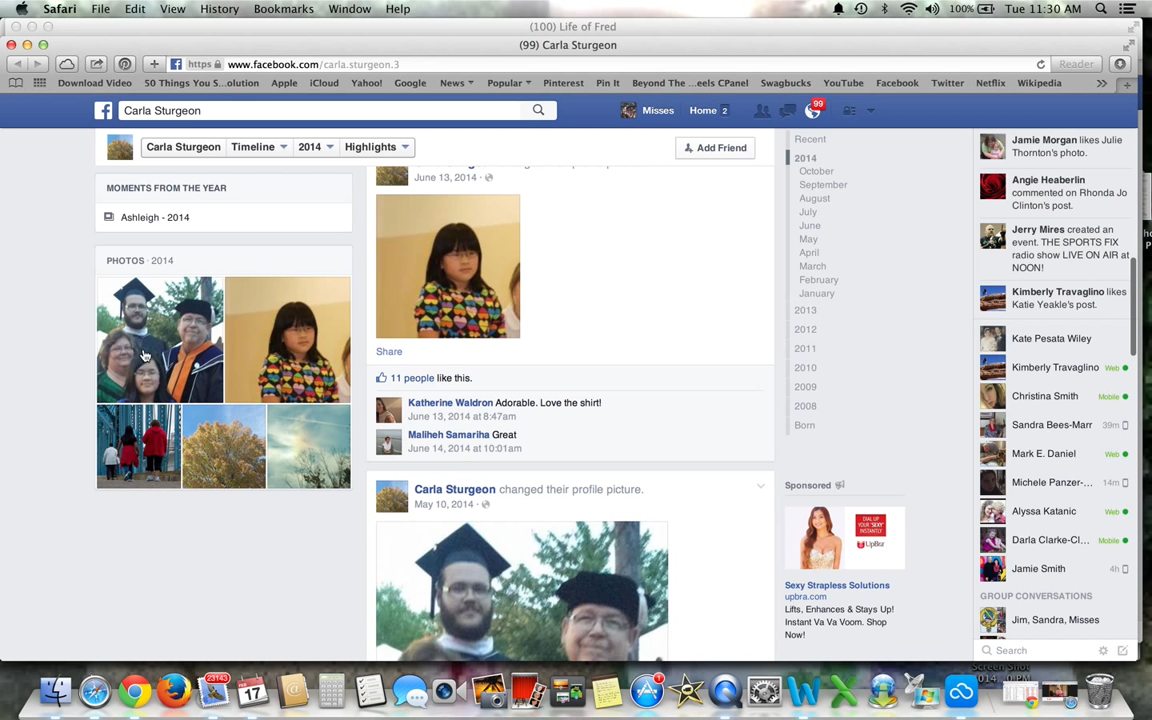 Safari File Edit View History Bookmarks Window Help 100% Tue 11:30 AM
(100) Life of Fred
(99) Carla Sturgeon
https www.facebook.com/carla.sturgeon.3 Reader
Download Video 50 Things You S...olution Apple iCloud Yahoo! Google News Popular Pinterest Pin It Beyond The ...eels CPanel Swagbucks YouTube Facebook Twitter Netflix Wikipedia
Carla Sturgeon Misses Home 2 99
Carla Sturgeon Timeline 2014 Highlights Add Friend
MOMENTS FROM THE YEAR
Ashleigh - 2014
PHOTOS · 2014
June 13, 2014 ·
Share
11 people like this.
Katherine Waldron Adorable. Love the shirt!
June 13, 2014 at 8:47am
Maliheh Samariha Great
June 14, 2014 at 10:01am
Carla Sturgeon changed their profile picture.
May 10, 2014 ·
Recent
2014
October
September
August
July
June
May
April
March
February
January
2013
2012
2011
2010
2009
2008
Born
Sponsored
DIAL UP
YOUR "SEXY"
INSTANTLY
UpBra
Sexy Strapless Solutions
upbra.com
Lifts, Enhances & Stays Up!
Instant Va Va Voom. Shop
Now!
Jamie Morgan likes Julie
Thornton's photo.
Angie Heaberlin
commented on Rhonda Jo
Clinton's post.
Jerry Mires created an
event. THE SPORTS FIX
radio show LIVE ON AIR at
NOON!
Kimberly Travaglino likes
Katie Yeakle's post.
Kate Pesata Wiley
Kimberly Travaglino Web
Christina Smith Mobile
Sandra Bees-Marr 39m
Mark E. Daniel Web
Michele Panzer-... 14m
Alyssa Katanic Web
Darla Clarke-Cl... Mobile
Jamie Smith 4h
GROUP CONVERSATIONS
Jim, Sandra, Misses
Search
23143
FEB
17
1